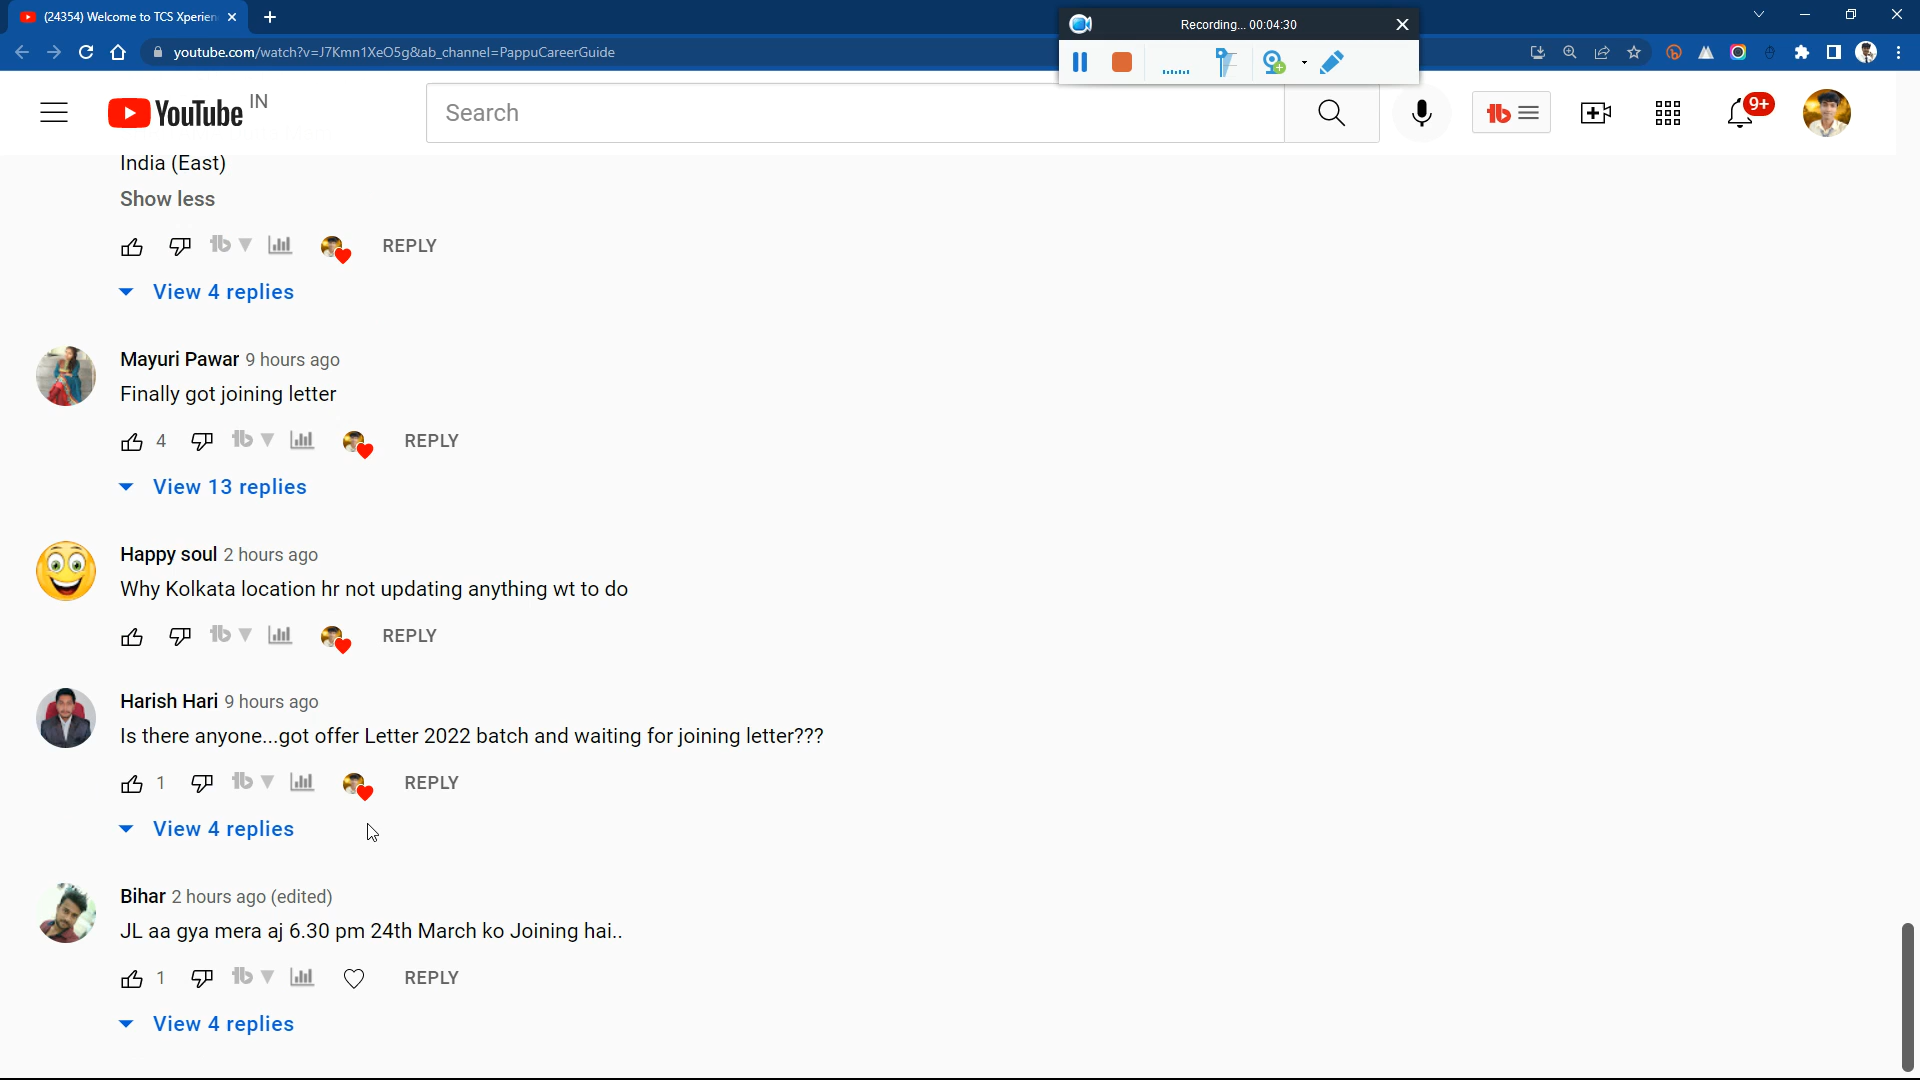 (24354) Welcome to TCS Xperien
Recording... 00:04:30
youtube.com/watch?v=J7Kmn1XeO5g&ab_channel=PappuCareerGuide
YouTube IN
Search
9+
India (East)
Show less
REPLY
View 4 replies
Mayuri Pawar 9 hours ago
Finally got joining letter
4 REPLY
View 13 replies
Happy soul 2 hours ago
Why Kolkata location hr not updating anything wt to do
REPLY
Harish Hari 9 hours ago
Is there anyone...got offer Letter 2022 batch and waiting for joining letter???
1 REPLY
View 4 replies
Bihar 2 hours ago (edited)
JL aa gya mera aj 6.30 pm 24th March ko Joining hai..
1 REPLY
View 4 replies